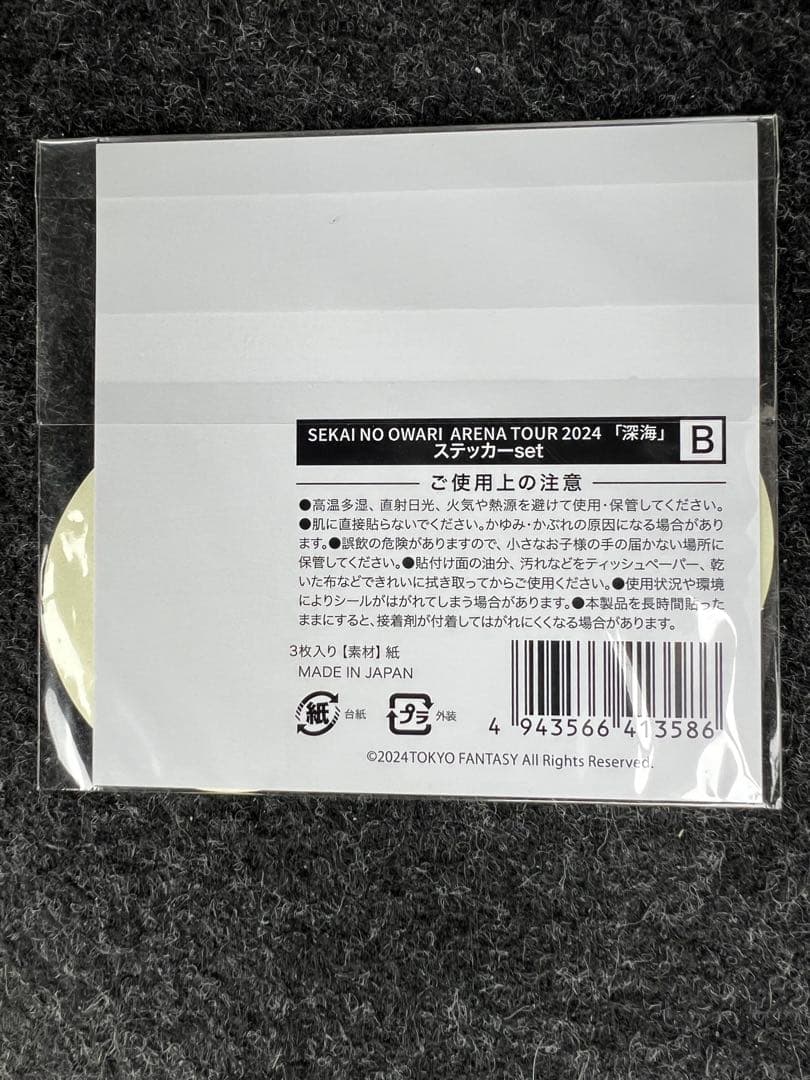 SEKAI NO OWARI ARENA TOUR 2024 「深海」
ステッカーset
B
ご使用上の注意
●高温多湿、直射日光、火気や熱源を避けて使用・保管してください。
●肌に直接貼らないでください。かゆみ・かぶれの原因になる場合があり
ます。●誤飲の危険がありますので、小さなお子様の手の届かない場所に
保管してください。●貼付け面の油分、汚れなどをティッシュペーパー、乾
いた布などできれいに拭き取ってからご使用ください。●使用状況や環境
によりシールがはがれてしまう場合があります。●本製品を長時間貼った
ままにすると、接着剤が付着してはがれにくくなる場合があります。
3枚入り【素材】紙
MADE IN JAPAN
紙 台紙
プラ 外装
4 943566 413586
©2024TOKYO FANTASY All Rights Reserved.